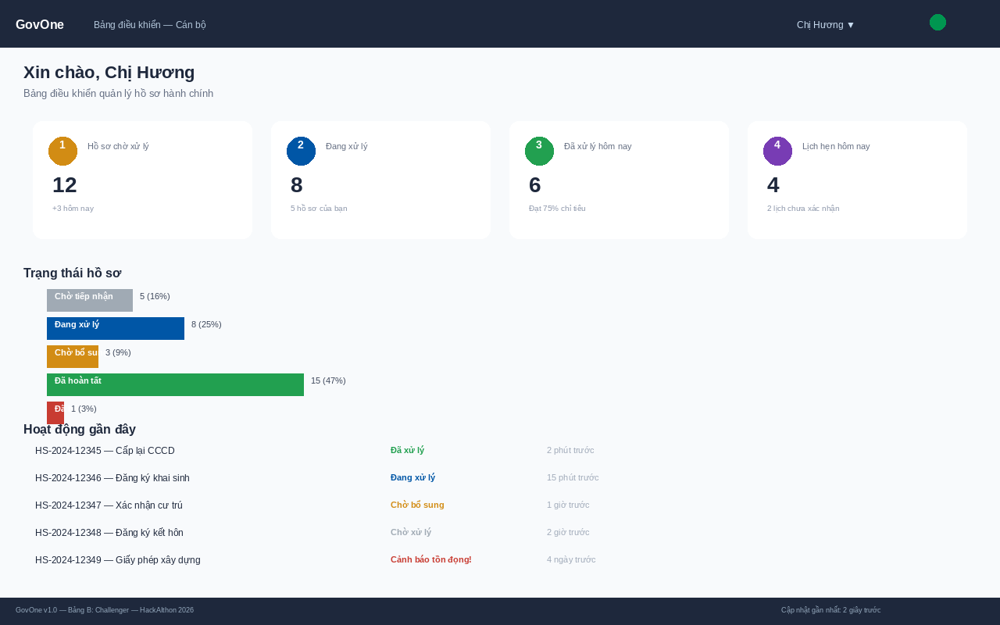 GovOne Bảng điều khiển — Cán bộ Chị Hương ▼
Xin chào, Chị Hương
Bảng điều khiển quản lý hồ sơ hành chính
1 Hồ sơ chờ xử lý
12
+3 hôm nay
2 Đang xử lý
8
5 hồ sơ của bạn
3 Đã xử lý hôm nay
6
Đạt 75% chỉ tiêu
4 Lịch hẹn hôm nay
4
2 lịch chưa xác nhận
Trạng thái hồ sơ
Chờ tiếp nhận 5 (16%)
Đang xử lý 8 (25%)
Chờ bổ su 3 (9%)
Đã hoàn tất 15 (47%)
Đã 1 (3%)
Hoạt động gần đây
HS-2024-12345 — Cấp lại CCCD Đã xử lý 2 phút trước
HS-2024-12346 — Đăng ký khai sinh Đang xử lý 15 phút trước
HS-2024-12347 — Xác nhận cư trú Chờ bổ sung 1 giờ trước
HS-2024-12348 — Đăng ký kết hôn Chờ xử lý 2 giờ trước
HS-2024-12349 — Giấy phép xây dựng Cảnh báo tồn đọng! 4 ngày trước
GovOne v1.0 — Bảng B: Challenger — HackAIthon 2026 Cập nhật gần nhất: 2 giây trước